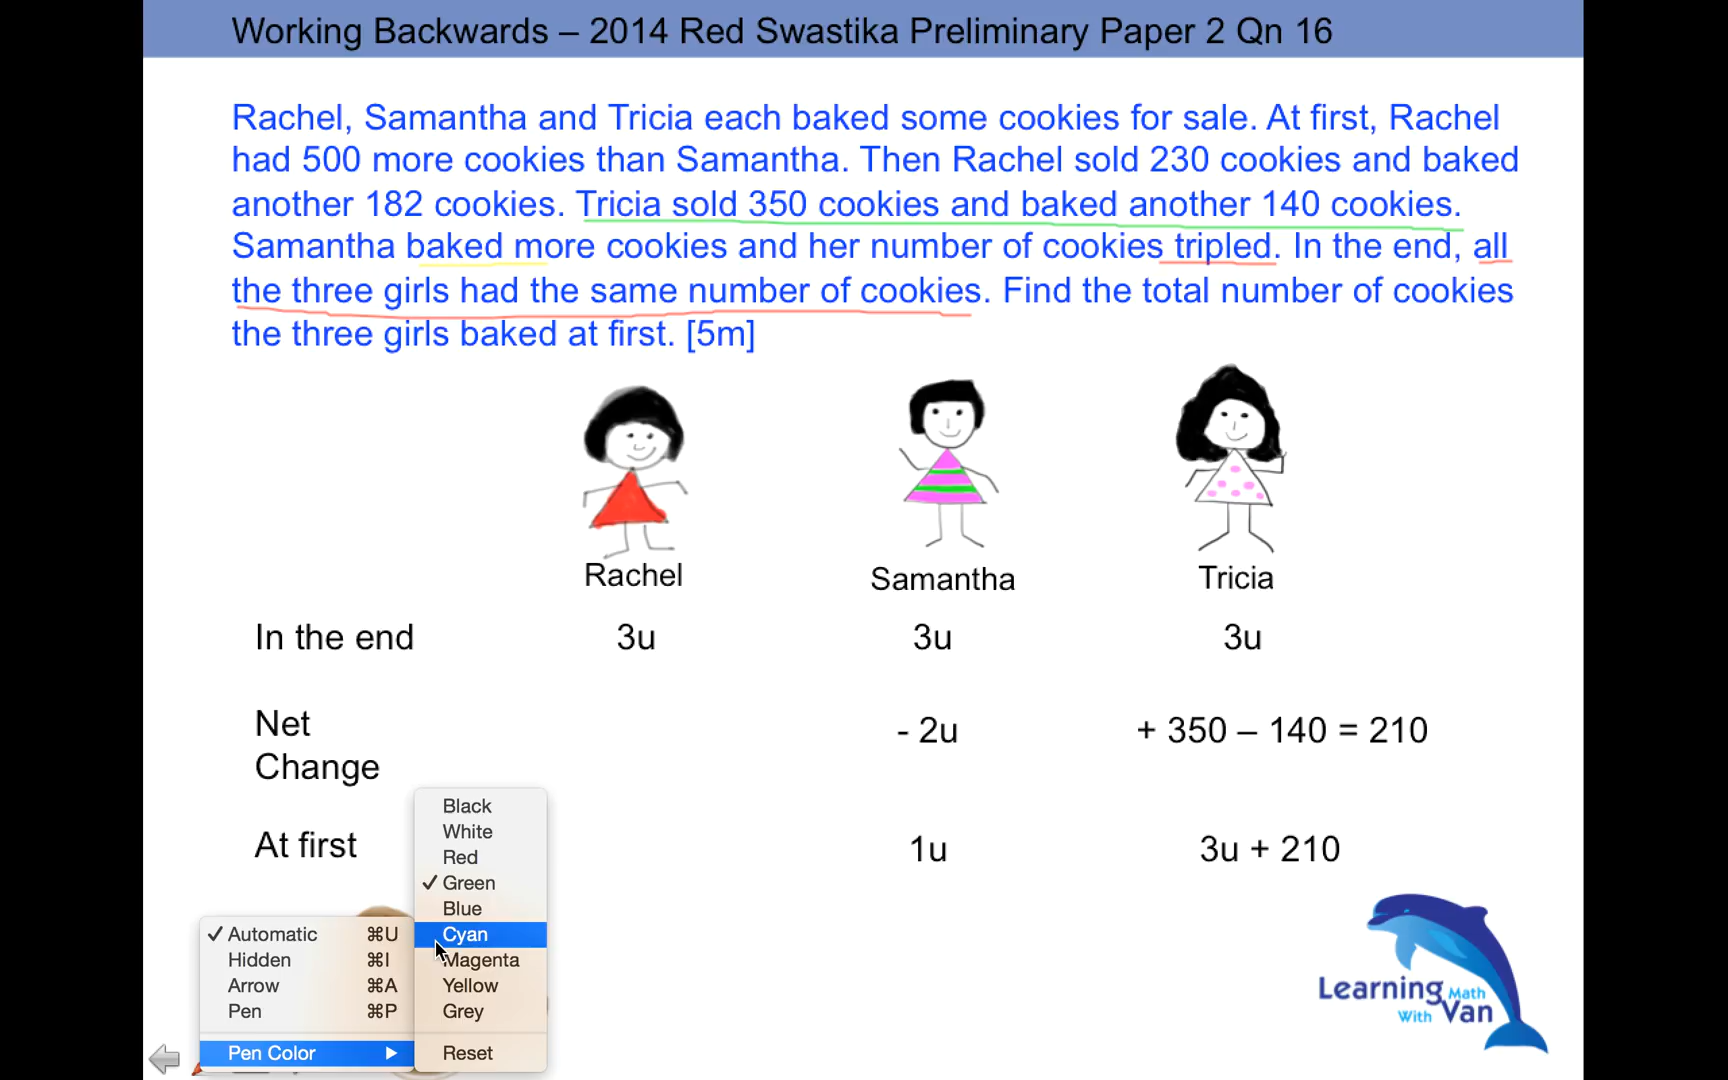 Working Backwards – 2014 Red Swastika Preliminary Paper 2 Qn 16
Rachel, Samantha and Tricia each baked some cookies for sale. At first, Rachel
had 500 more cookies than Samantha. Then Rachel sold 230 cookies and baked
another 182 cookies. Tricia sold 350 cookies and baked another 140 cookies.
Samantha baked more cookies and her number of cookies tripled. In the end, all
the three girls had the same number of cookies. Find the total number of cookies
the three girls baked at first. [5m]
Rachel Samantha Tricia
In the end 3u 3u 3u
Net
Change
- 2u + 350 – 140 = 210
At first 1u 3u + 210
Black
White
Red
✓ Green
Blue
Cyan
Magenta
Yellow
Grey
Reset
✓ Automatic ⌘U
Hidden ⌘I
Arrow ⌘A
Pen ⌘P
Pen Color ▶
Learning Math
With Van